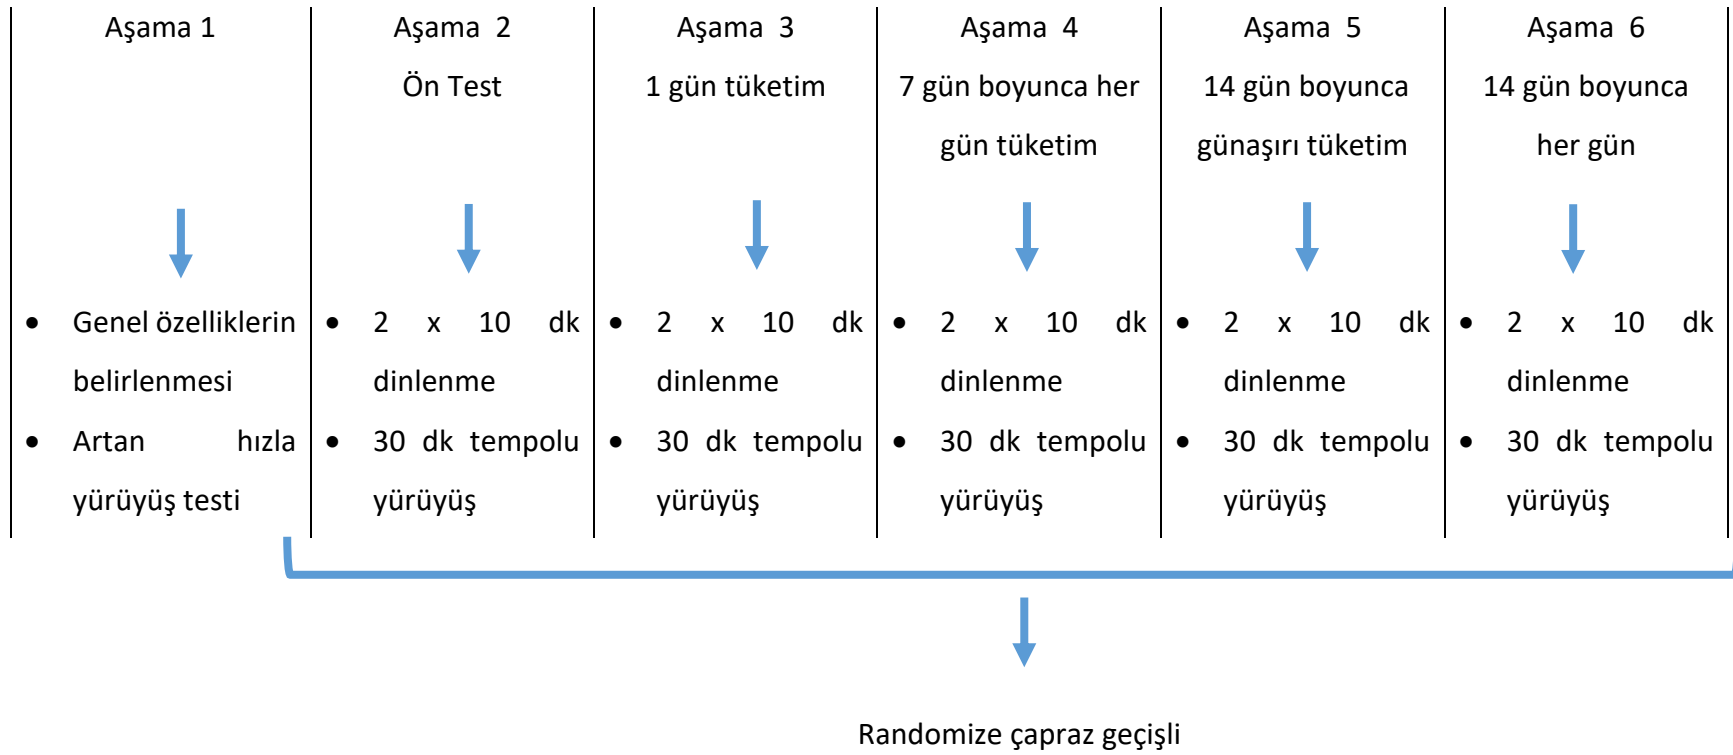 Aşama 1
Genel özelliklerin
belirlenmesi
Artan hızla
yürüyüş testi
Aşama 2
Ön Test
2 x 10 dk
dinlenme
30 dk tempolu
yürüyüş
Aşama 3
1 gün tüketim
2 x 10 dk
dinlenme
30 dk tempolu
yürüyüş
Aşama 4
7 gün boyunca her
gün tüketim
2 x 10 dk
dinlenme
30 dk tempolu
yürüyüş
Aşama 5
14 gün boyunca
günaşırı tüketim
2 x 10 dk
dinlenme
30 dk tempolu
yürüyüş
Aşama 6
14 gün boyunca
her gün
2 x 10 dk
dinlenme
30 dk tempolu
yürüyüş
Randomize çapraz geçişli